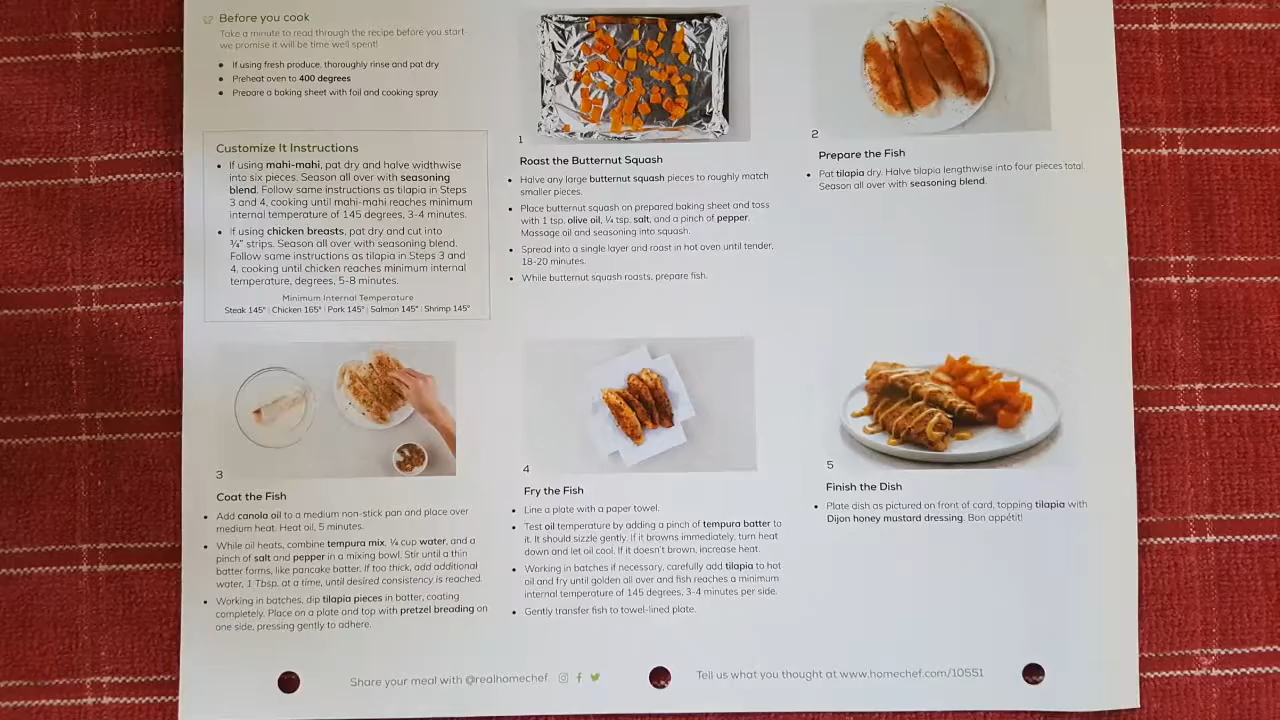 Before you cook
Take a minute to read through the recipe before you start-
we promise it will be time well spent!
• If using fresh produce, thoroughly rinse and pat dry
• Preheat oven to 400 degrees
• Prepare a baking sheet with foil and cooking spray
Customize It Instructions
• If using mahi-mahi, pat dry and halve widthwise
into six pieces. Season all over with seasoning
blend. Follow same instructions as tilapia in Steps
3 and 4, cooking until mahi-mahi reaches minimum
internal temperature of 145 degrees, 3-4 minutes.
• If using chicken breasts, pat dry and cut into
¾" strips. Season all over with seasoning blend.
Follow same instructions as tilapia in Steps 3 and
4, cooking until chicken reaches minimum internal
temperature, degrees, 5-8 minutes.
Minimum Internal Temperature
Steak 145° | Chicken 165° | Pork 145° | Salmon 145° | Shrimp 145°
1
Roast the Butternut Squash
• Halve any large butternut squash pieces to roughly match
smaller pieces.
• Place butternut squash on prepared baking sheet and toss
with 1 tsp. olive oil, ¼ tsp. salt, and a pinch of pepper.
Massage oil and seasoning into squash.
• Spread into a single layer and roast in hot oven until tender,
18-20 minutes.
• While butternut squash roasts, prepare fish.
2
Prepare the Fish
• Pat tilapia dry. Halve tilapia lengthwise into four pieces total.
Season all over with seasoning blend.
3
Coat the Fish
• Add canola oil to a medium non-stick pan and place over
medium heat. Heat oil, 5 minutes.
• While oil heats, combine tempura mix, ¼ cup water, and a
pinch of salt and pepper in a mixing bowl. Stir until a thin
batter forms, like pancake batter. If too thick, add additional
water, 1 Tbsp. at a time, until desired consistency is reached.
• Working in batches, dip tilapia pieces in batter, coating
completely. Place on a plate and top with pretzel breading on
one side, pressing gently to adhere.
4
Fry the Fish
• Line a plate with a paper towel.
• Test oil temperature by adding a pinch of tempura batter to
it. It should sizzle gently. If it browns immediately, turn heat
down and let oil cool. If it doesn't brown, increase heat.
• Working in batches if necessary, carefully add tilapia to hot
oil and fry until golden all over and fish reaches a minimum
internal temperature of 145 degrees, 3-4 minutes per side.
• Gently transfer fish to towel-lined plate.
5
Finish the Dish
• Plate dish as pictured on front of card, topping tilapia with
Dijon honey mustard dressing. Bon appétit!
Share your meal with @realhomechef
Tell us what you thought at www.homechef.com/10551